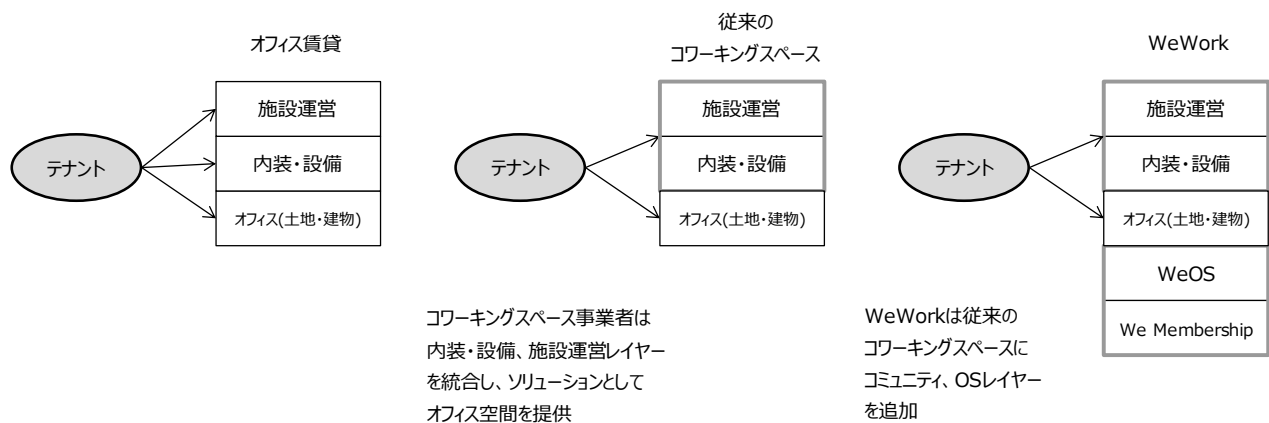 オフィス賃貸
テナント
施設運営
内装・設備
オフィス(土地・建物)
従来の
コワーキングスペース
テナント
施設運営
内装・設備
オフィス(土地・建物)
コワーキングスペース事業者は
内装・設備、施設運営レイヤー
を統合し、ソリューションとして
オフィス空間を提供
WeWork
テナント
施設運営
内装・設備
オフィス(土地・建物)
WeOS
We Membership
WeWorkは従来の
コワーキングスペースに
コミュニティ、OSレイヤー
を追加